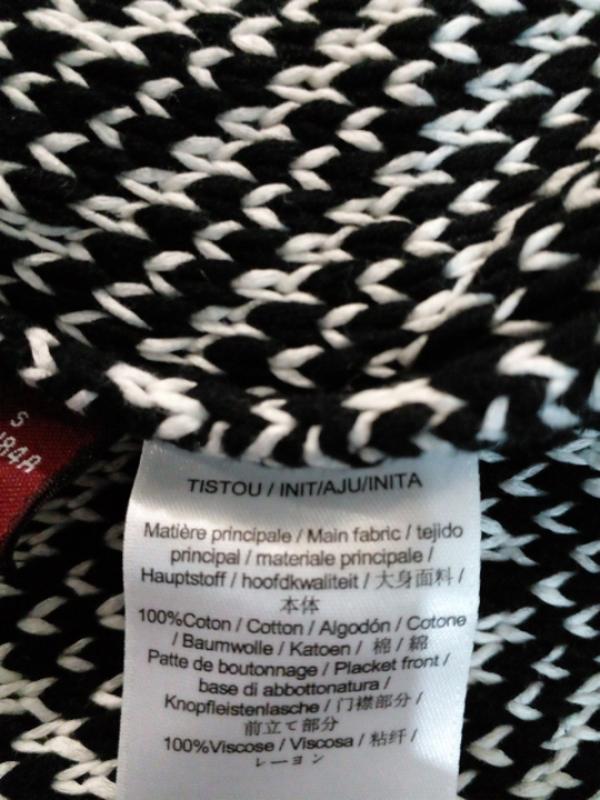 S
84A
TISTOU / INIT/AJU/INITA
Matière principale / Main fabric / tejido
principal / materiale principale /
Hauptstoff / hoofdkwaliteit / 大身面料 /
本体
100%Coton / Cotton / Algodón / Cotone
/ Baumwolle / Katoen / 棉 / 綿
Patte de boutonnage / Placket front /
base di abbottonatura /
Knopfleistenlasche / 门襟部分 /
前立て部分
100%Viscose / Viscosa / 粘纤 /
レーヨン